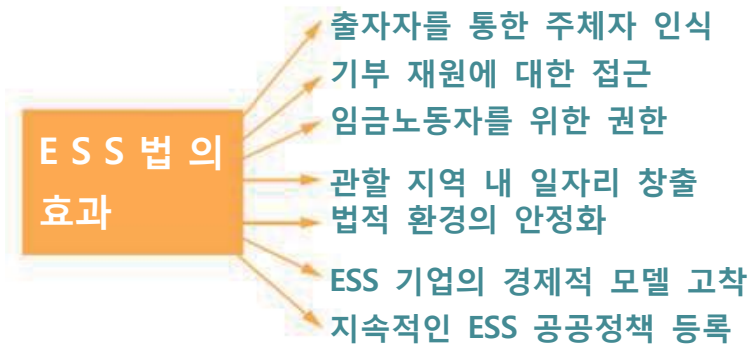 ESS법의
효과
출자자를 통한 주체자 인식
기부 재원에 대한 접근
임금노동자를 위한 권한
관할 지역 내 일자리 창출
법적 환경의 안정화
ESS 기업의 경제적 모델 고착
지속적인 ESS 공공정책 등록